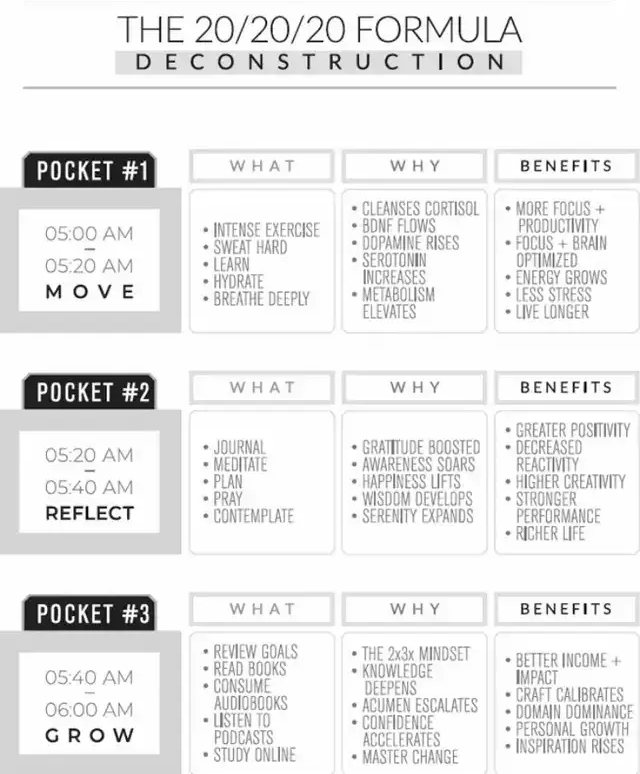 THE 20/20/20 FORMULA
DECONSTRUCTION
POCKET #1
WHAT
WHY
BENEFITS
05:00 AM
–
05:20 AM
MOVE
• INTENSE EXERCISE
• SWEAT HARD
• LEARN
• HYDRATE
• BREATHE DEEPLY
• CLEANSES CORTISOL
• BDNF FLOWS
• DOPAMINE RISES
• SEROTONIN
INCREASES
• METABOLISM
ELEVATES
• MORE FOCUS +
PRODUCTIVITY
• FOCUS + BRAIN
OPTIMIZED
• ENERGY GROWS
• LESS STRESS
• LIVE LONGER
POCKET #2
WHAT
WHY
BENEFITS
05:20 AM
–
05:40 AM
REFLECT
• JOURNAL
• MEDITATE
• PLAN
• PRAY
• CONTEMPLATE
• GRATITUDE BOOSTED
• AWARENESS SOARS
• HAPPINESS LIFTS
• WISDOM DEVELOPS
• SERENITY EXPANDS
• GREATER POSITIVITY
• DECREASED
REACTIVITY
• HIGHER CREATIVITY
• STRONGER
PERFORMANCE
• RICHER LIFE
POCKET #3
WHAT
WHY
BENEFITS
05:40 AM
–
06:00 AM
GROW
• REVIEW GOALS
• READ BOOKS
• CONSUME
AUDIOBOOKS
• LISTEN TO
PODCASTS
• STUDY ONLINE
• THE 2x3x MINDSET
• KNOWLEDGE
DEEPENS
• ACUMEN ESCALATES
• CONFIDENCE
ACCELERATES
• MASTER CHANGE
• BETTER INCOME +
IMPACT
• CRAFT CALIBRATES
• DOMAIN DOMINANCE
• PERSONAL GROWTH
• INSPIRATION RISES